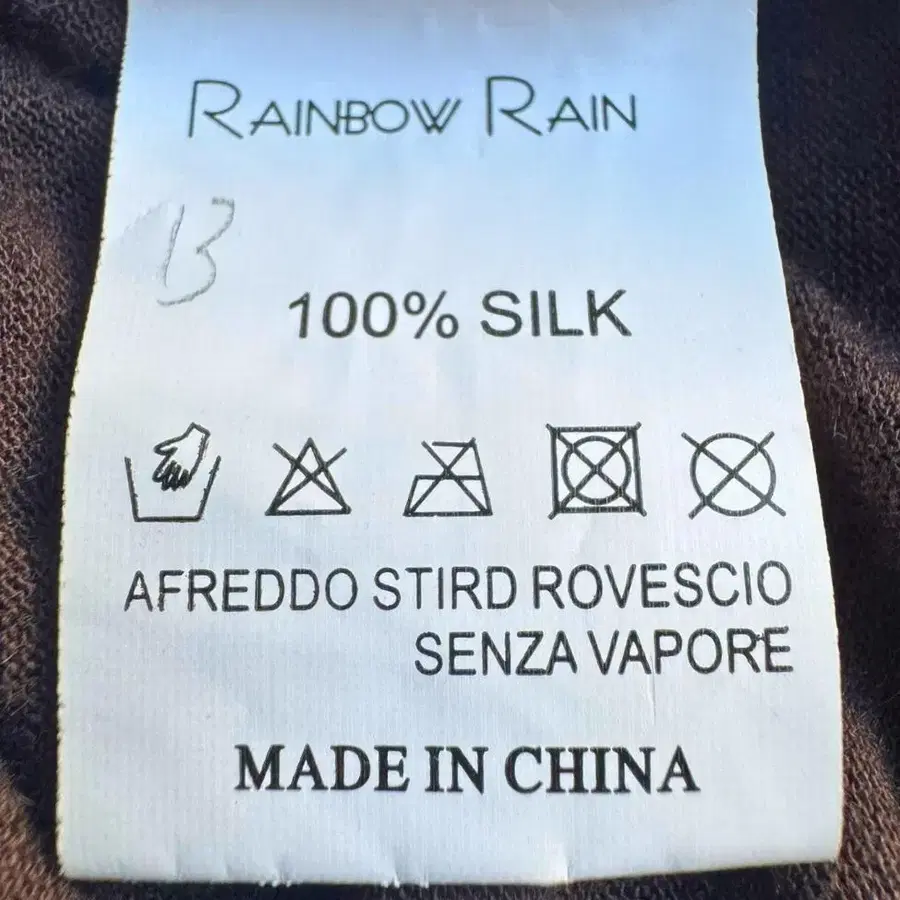 RAINBOW RAIN
13
100% SILK
AFREDDO STIRD ROVESCIO
SENZA VAPORE
MADE IN CHINA